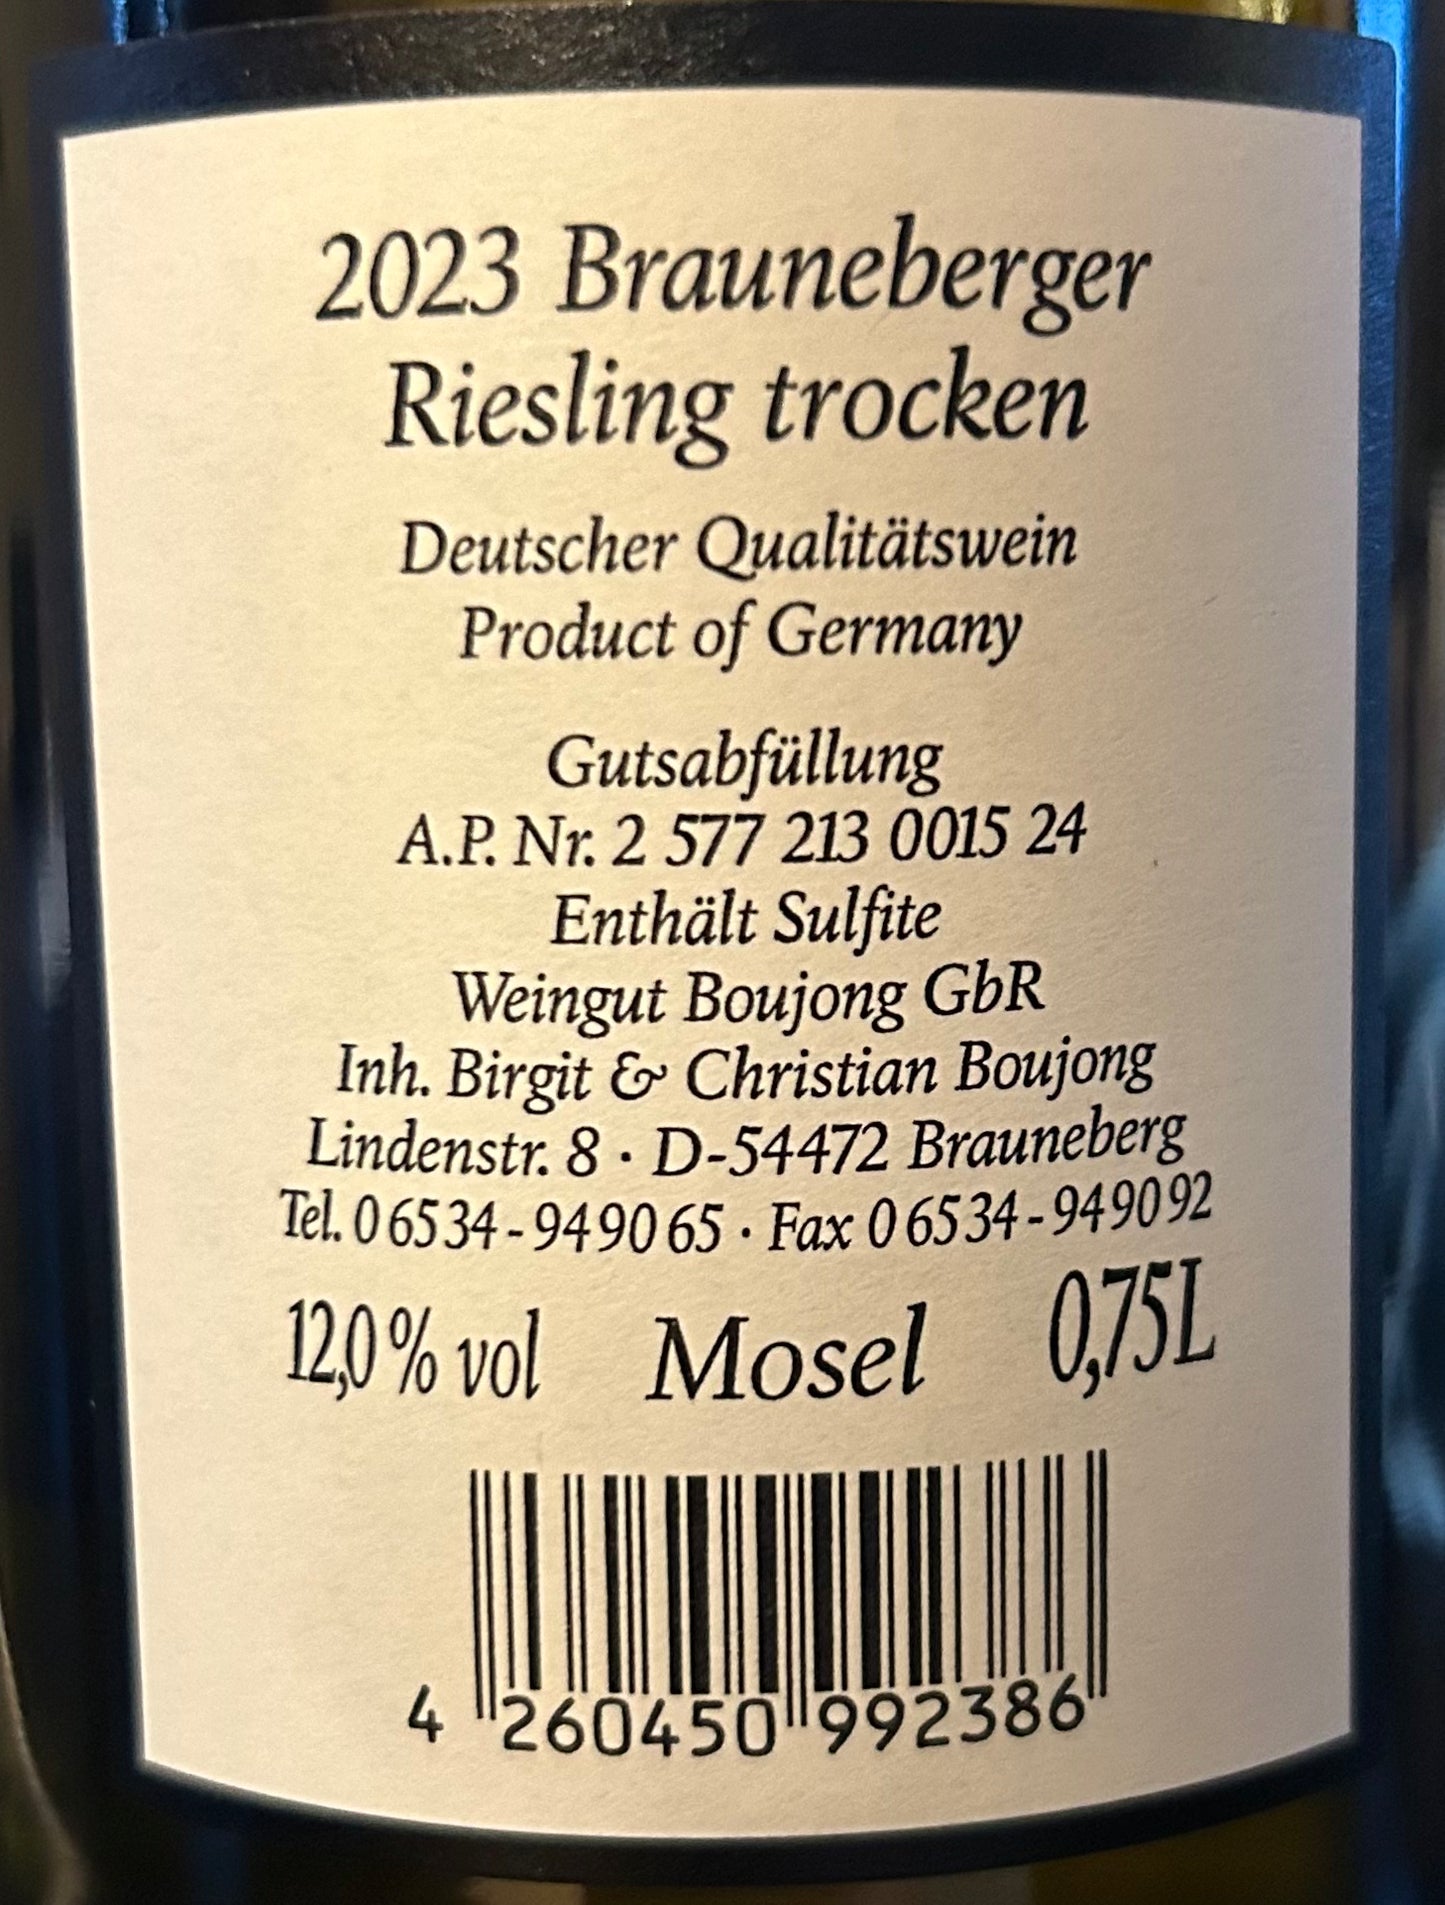 2023 Brauneberger
Riesling trocken
Deutscher Qualitätswein
Product of Germany
Gutsabfüllung
A.P. Nr. 2 577 213 0015 24
Enthält Sulfite
Weingut Boujong GbR
Inh. Birgit & Christian Boujong
Lindenstr. 8 · D-54472 Brauneberg
Tel. 0 65 34 - 94 90 65 · Fax 0 65 34 - 94 90 92
12,0 % vol Mosel 0,75L
4 260450 992386